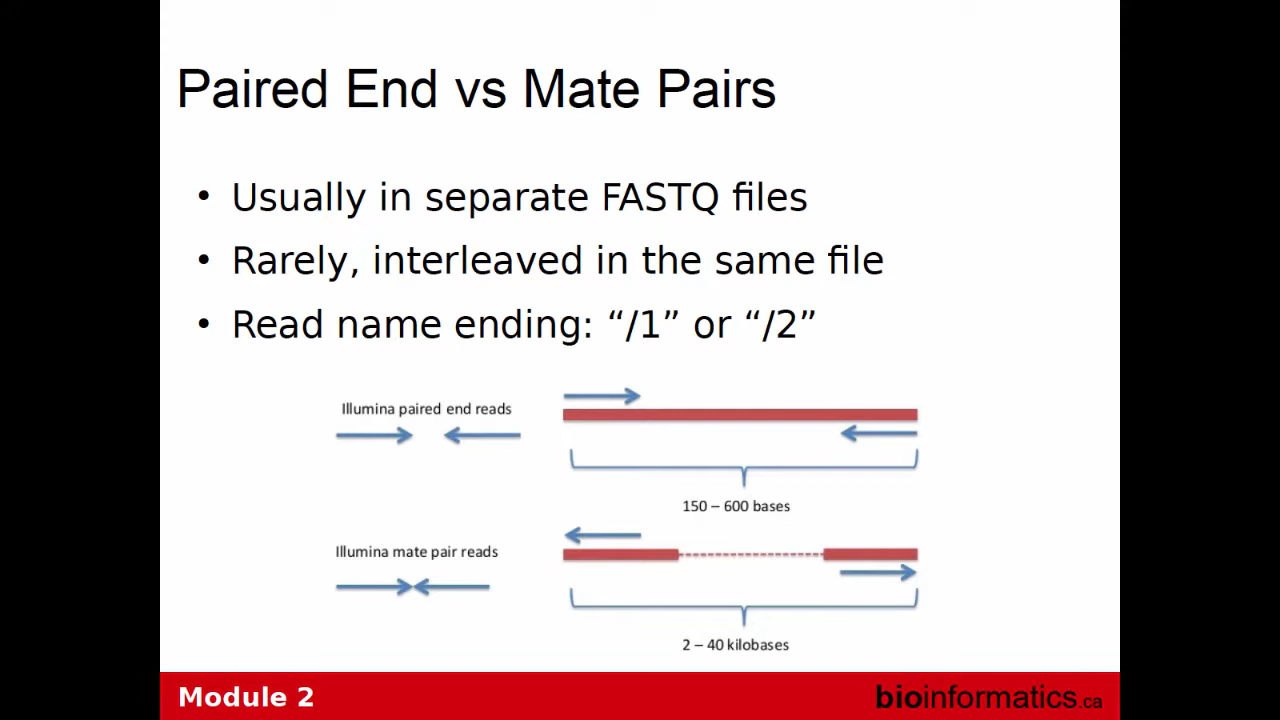 Paired End vs Mate Pairs
• Usually in separate FASTQ files
• Rarely, interleaved in the same file
• Read name ending: “/1” or “/2”
Illumina paired end reads
150 – 600 bases
Illumina mate pair reads
2 – 40 kilobases
Module 2
bioinformatics.ca